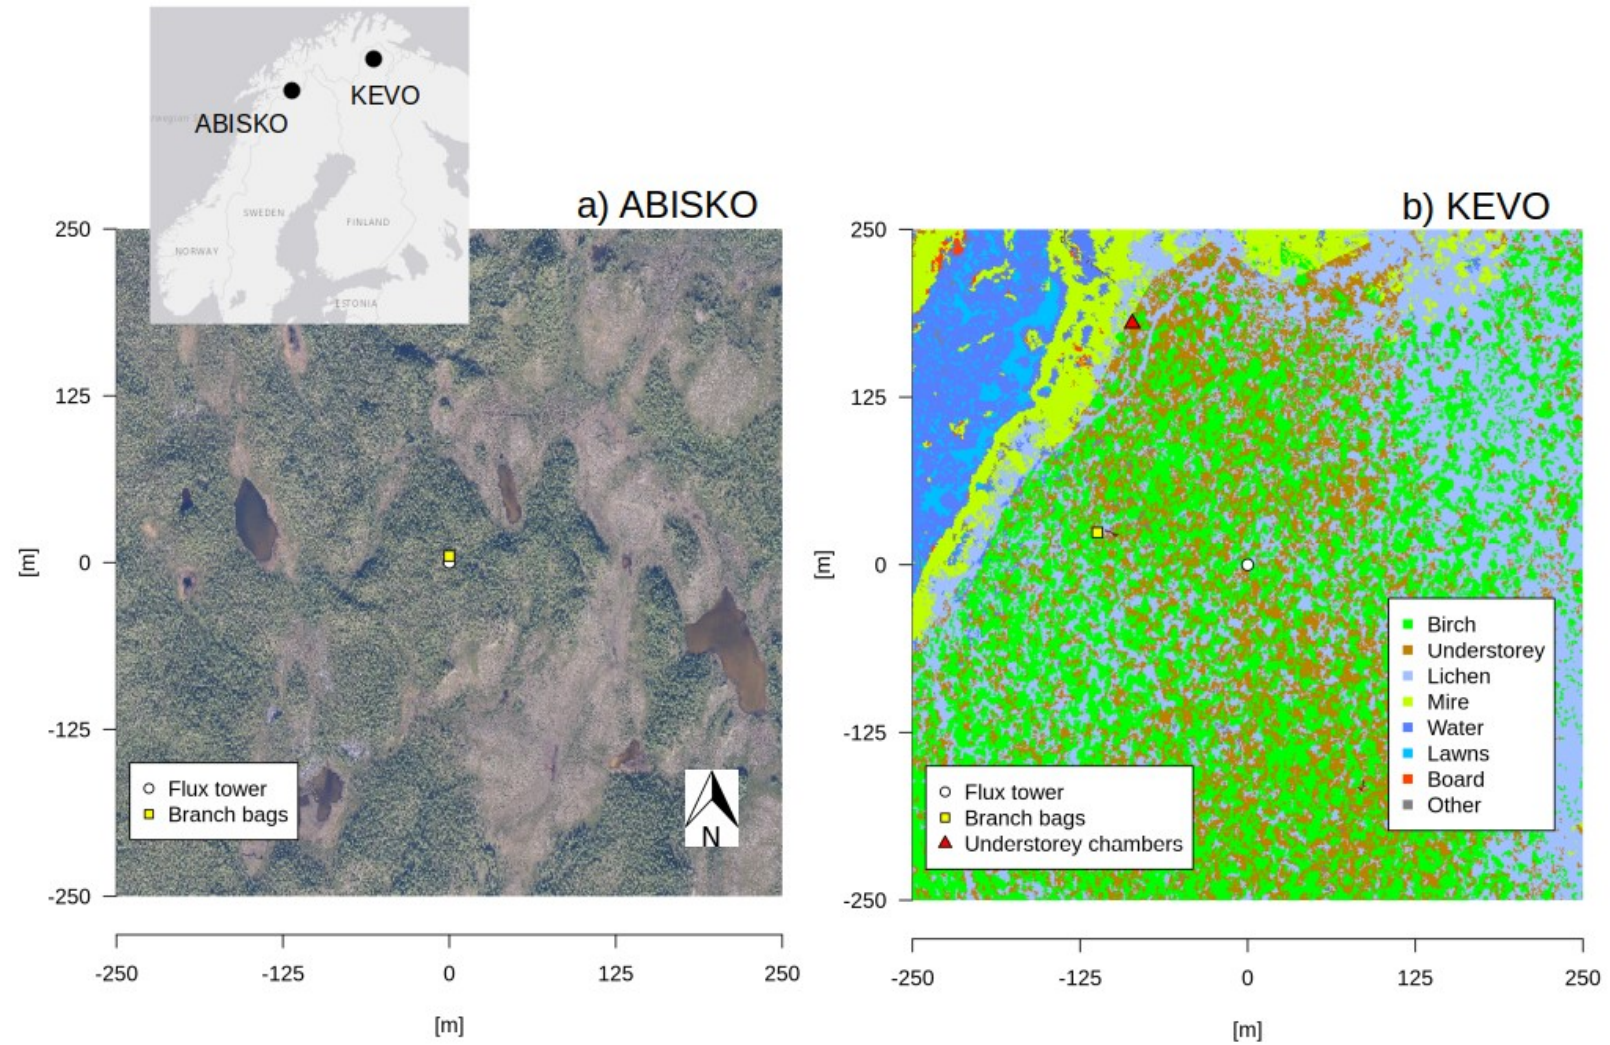 KEVO
ABISKO
SWEDEN
FINLAND
NORWAY
ESTONIA
a) ABISKO
b) KEVO
250
125
0
-125
-250
[m]
Flux tower
Branch bags
N
-250
-125
0
125
250
[m]
250
125
0
-125
-250
[m]
Birch
Understorey
Lichen
Mire
Water
Lawns
Board
Other
Flux tower
Branch bags
Understorey chambers
-250
-125
0
125
250
[m]